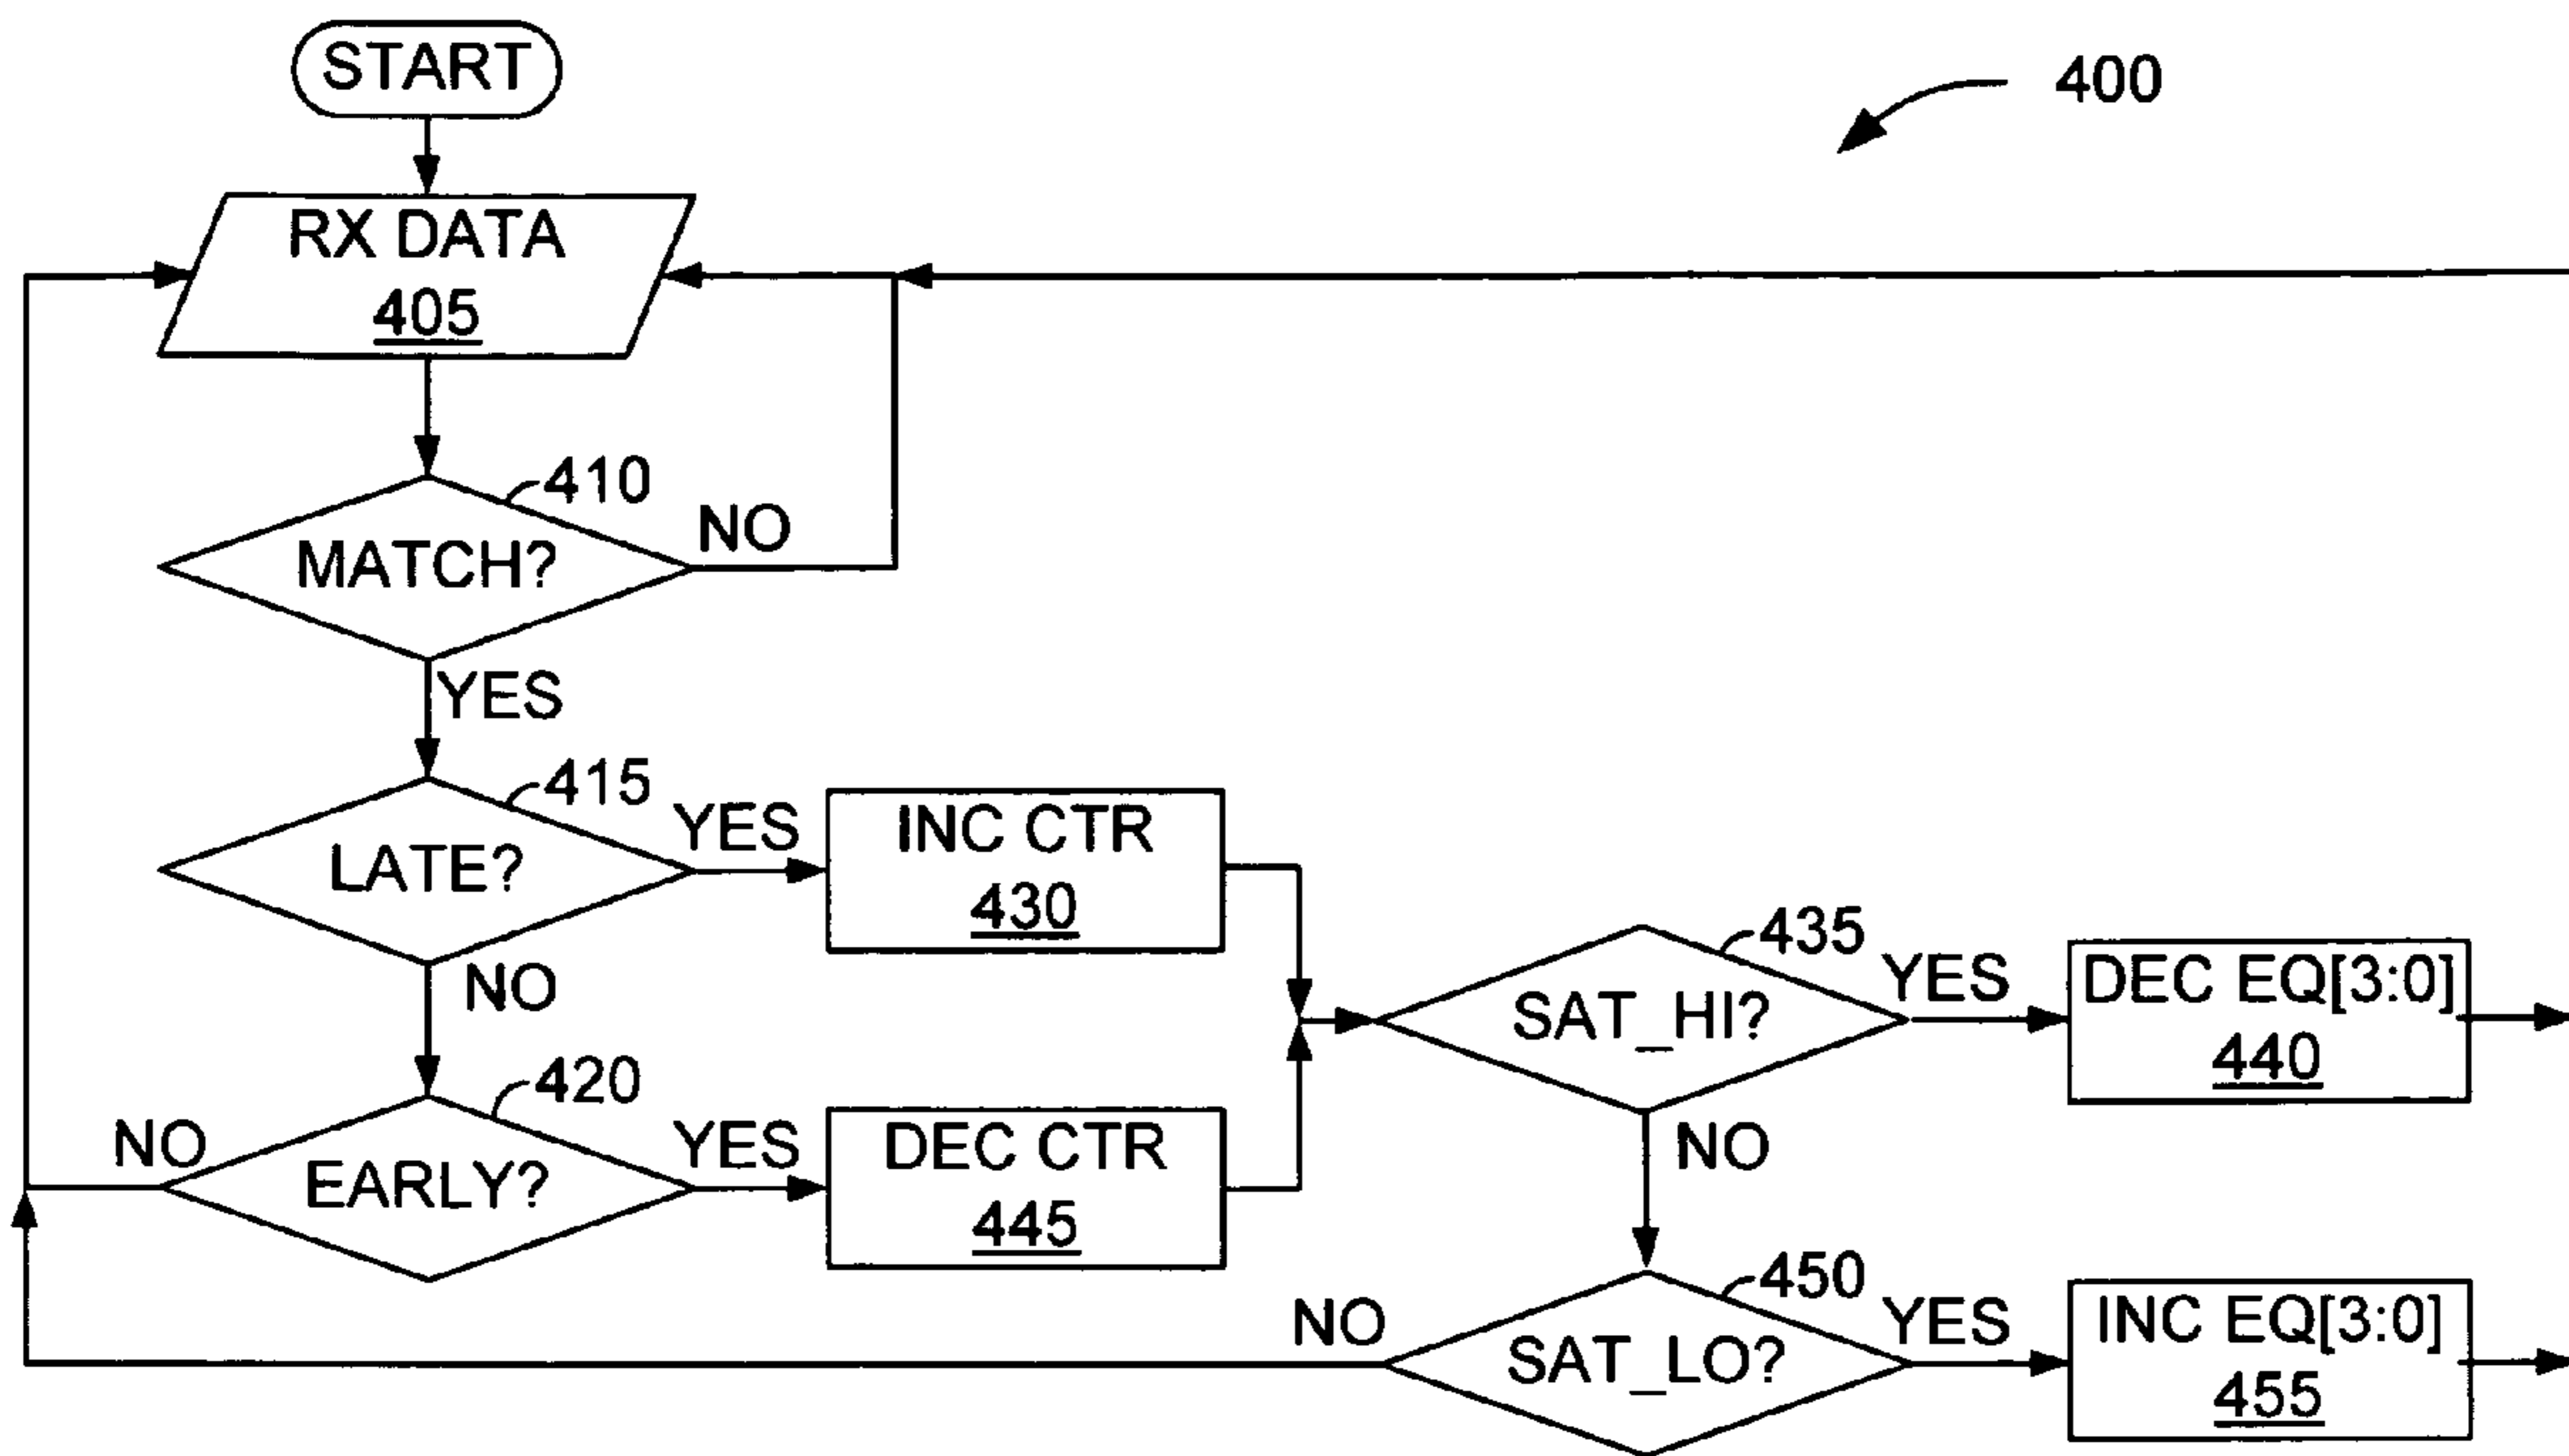 START
400
RX DATA
405
410
MATCH?
NO
YES
415
LATE?
YES
INC CTR
430
NO
435
SAT_HI?
YES
DEC EQ[3:0]
440
NO
420
EARLY?
NO
YES
DEC CTR
445
450
SAT_LO?
NO
YES
INC EQ[3:0]
455